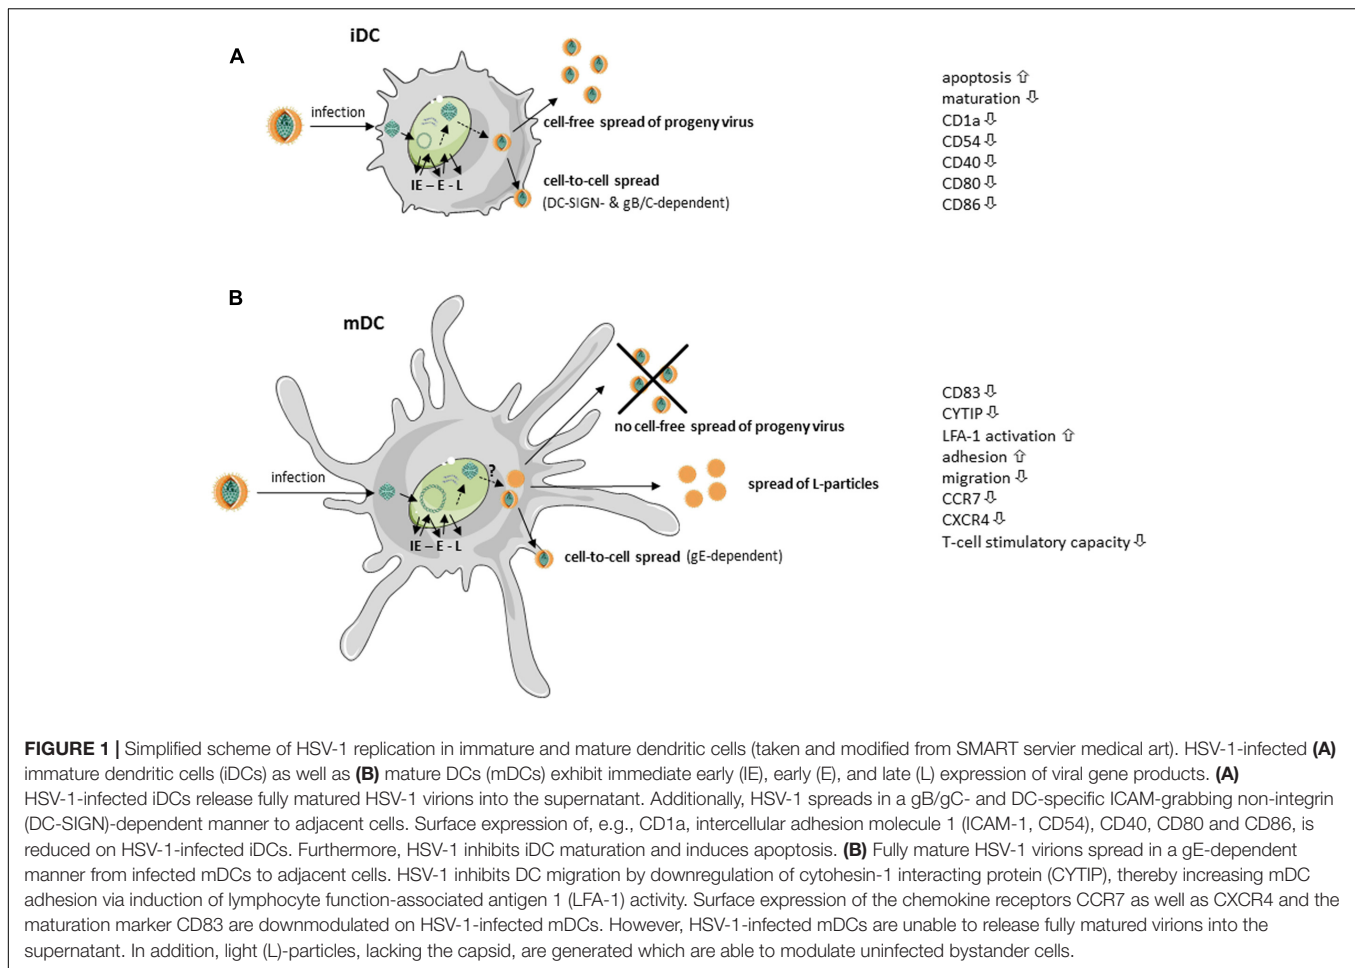 iDC
A
infection
IE – E - L
cell-free spread of progeny virus
cell-to-cell spread
(DC-SIGN- & gB/C-dependent)
apoptosis ⇧
maturation ⇩
CD1a ⇩
CD54 ⇩
CD40 ⇩
CD80 ⇩
CD86 ⇩
B
mDC
infection
?
IE – E - L
no cell-free spread of progeny virus
spread of L-particles
cell-to-cell spread (gE-dependent)
CD83 ⇩
CYTIP ⇩
LFA-1 activation ⇧
adhesion ⇧
migration ⇩
CCR7 ⇩
CXCR4 ⇩
T-cell stimulatory capacity ⇩
FIGURE 1 | Simplified scheme of HSV-1 replication in immature and mature dendritic cells (taken and modified from SMART servier medical art). HSV-1-infected (A)
immature dendritic cells (iDCs) as well as (B) mature DCs (mDCs) exhibit immediate early (IE), early (E), and late (L) expression of viral gene products. (A)
HSV-1-infected iDCs release fully matured HSV-1 virions into the supernatant. Additionally, HSV-1 spreads in a gB/gC- and DC-specific ICAM-grabbing non-integrin
(DC-SIGN)-dependent manner to adjacent cells. Surface expression of, e.g., CD1a, intercellular adhesion molecule 1 (ICAM-1, CD54), CD40, CD80 and CD86, is
reduced on HSV-1-infected iDCs. Furthermore, HSV-1 inhibits iDC maturation and induces apoptosis. (B) Fully mature HSV-1 virions spread in a gE-dependent
manner from infected mDCs to adjacent cells. HSV-1 inhibits DC migration by downregulation of cytohesin-1 interacting protein (CYTIP), thereby increasing mDC
adhesion via induction of lymphocyte function-associated antigen 1 (LFA-1) activity. Surface expression of the chemokine receptors CCR7 as well as CXCR4 and the
maturation marker CD83 are downmodulated on HSV-1-infected mDCs. However, HSV-1-infected mDCs are unable to release fully matured virions into the
supernatant. In addition, light (L)-particles, lacking the capsid, are generated which are able to modulate uninfected bystander cells.